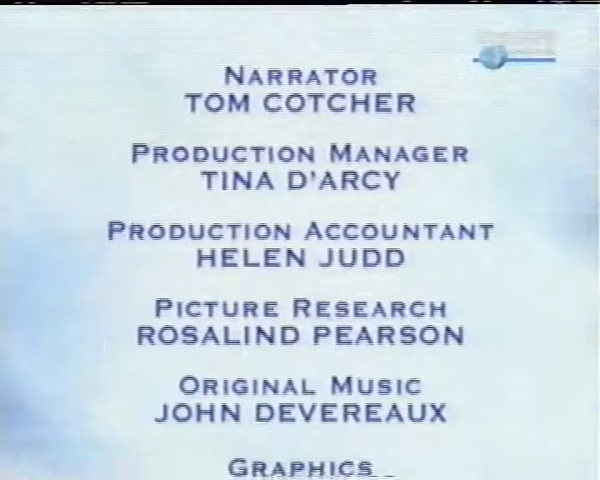 NARRATOR
TOM COTCHER
PRODUCTION MANAGER
TINA D'ARCY
PRODUCTION ACCOUNTANT
HELEN JUDD
PICTURE RESEARCH
ROSALIND PEARSON
ORIGINAL MUSIC
JOHN DEVEREAUX
GRAPHICS